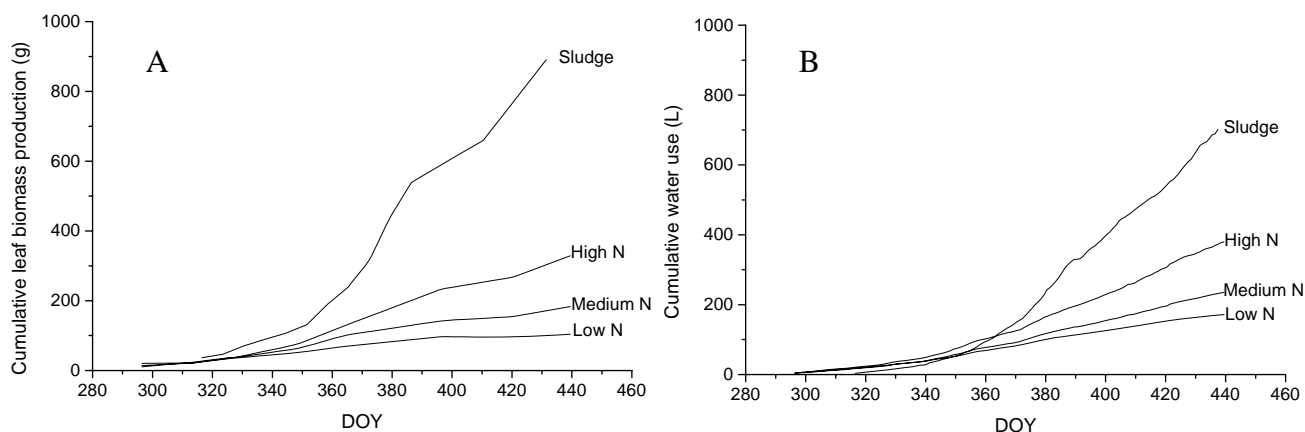 A
Cumulative leaf biomass production (g)
1000
800
600
400
200
0
280 300 320 340 360 380 400 420 440 460
DOY
Sludge
High N
Medium N
Low N
B
Cumulative water use (L)
1000
800
600
400
200
0
280 300 320 340 360 380 400 420 440 460
DOY
Sludge
High N
Medium N
Low N